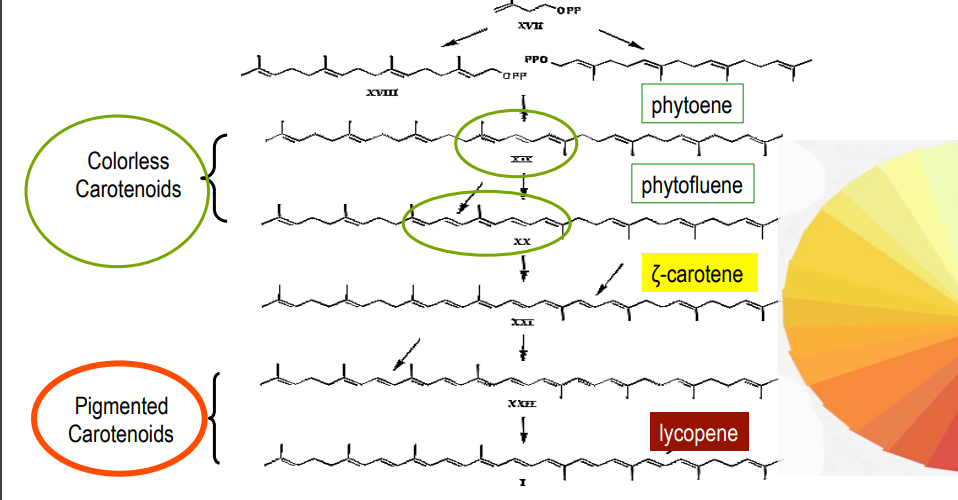 OPP
XVII
PPO
OPP
XVIII
phytoene
Colorless
Carotenoids
XIX
phytofluene
XX
ζ-carotene
XXI
XXII
Pigmented
Carotenoids
lycopene
I